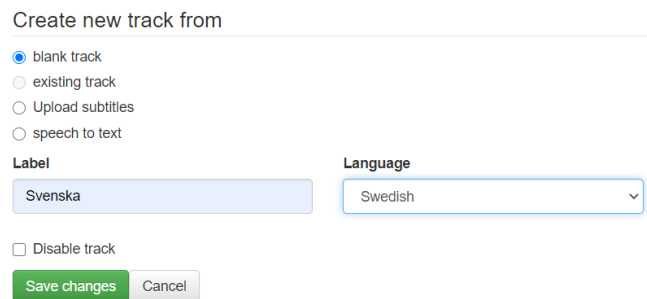 Create new track from
blank track
existing track
Upload subtitles
speech to text
Label Language
Svenska Swedish
Disable track
Save changes Cancel